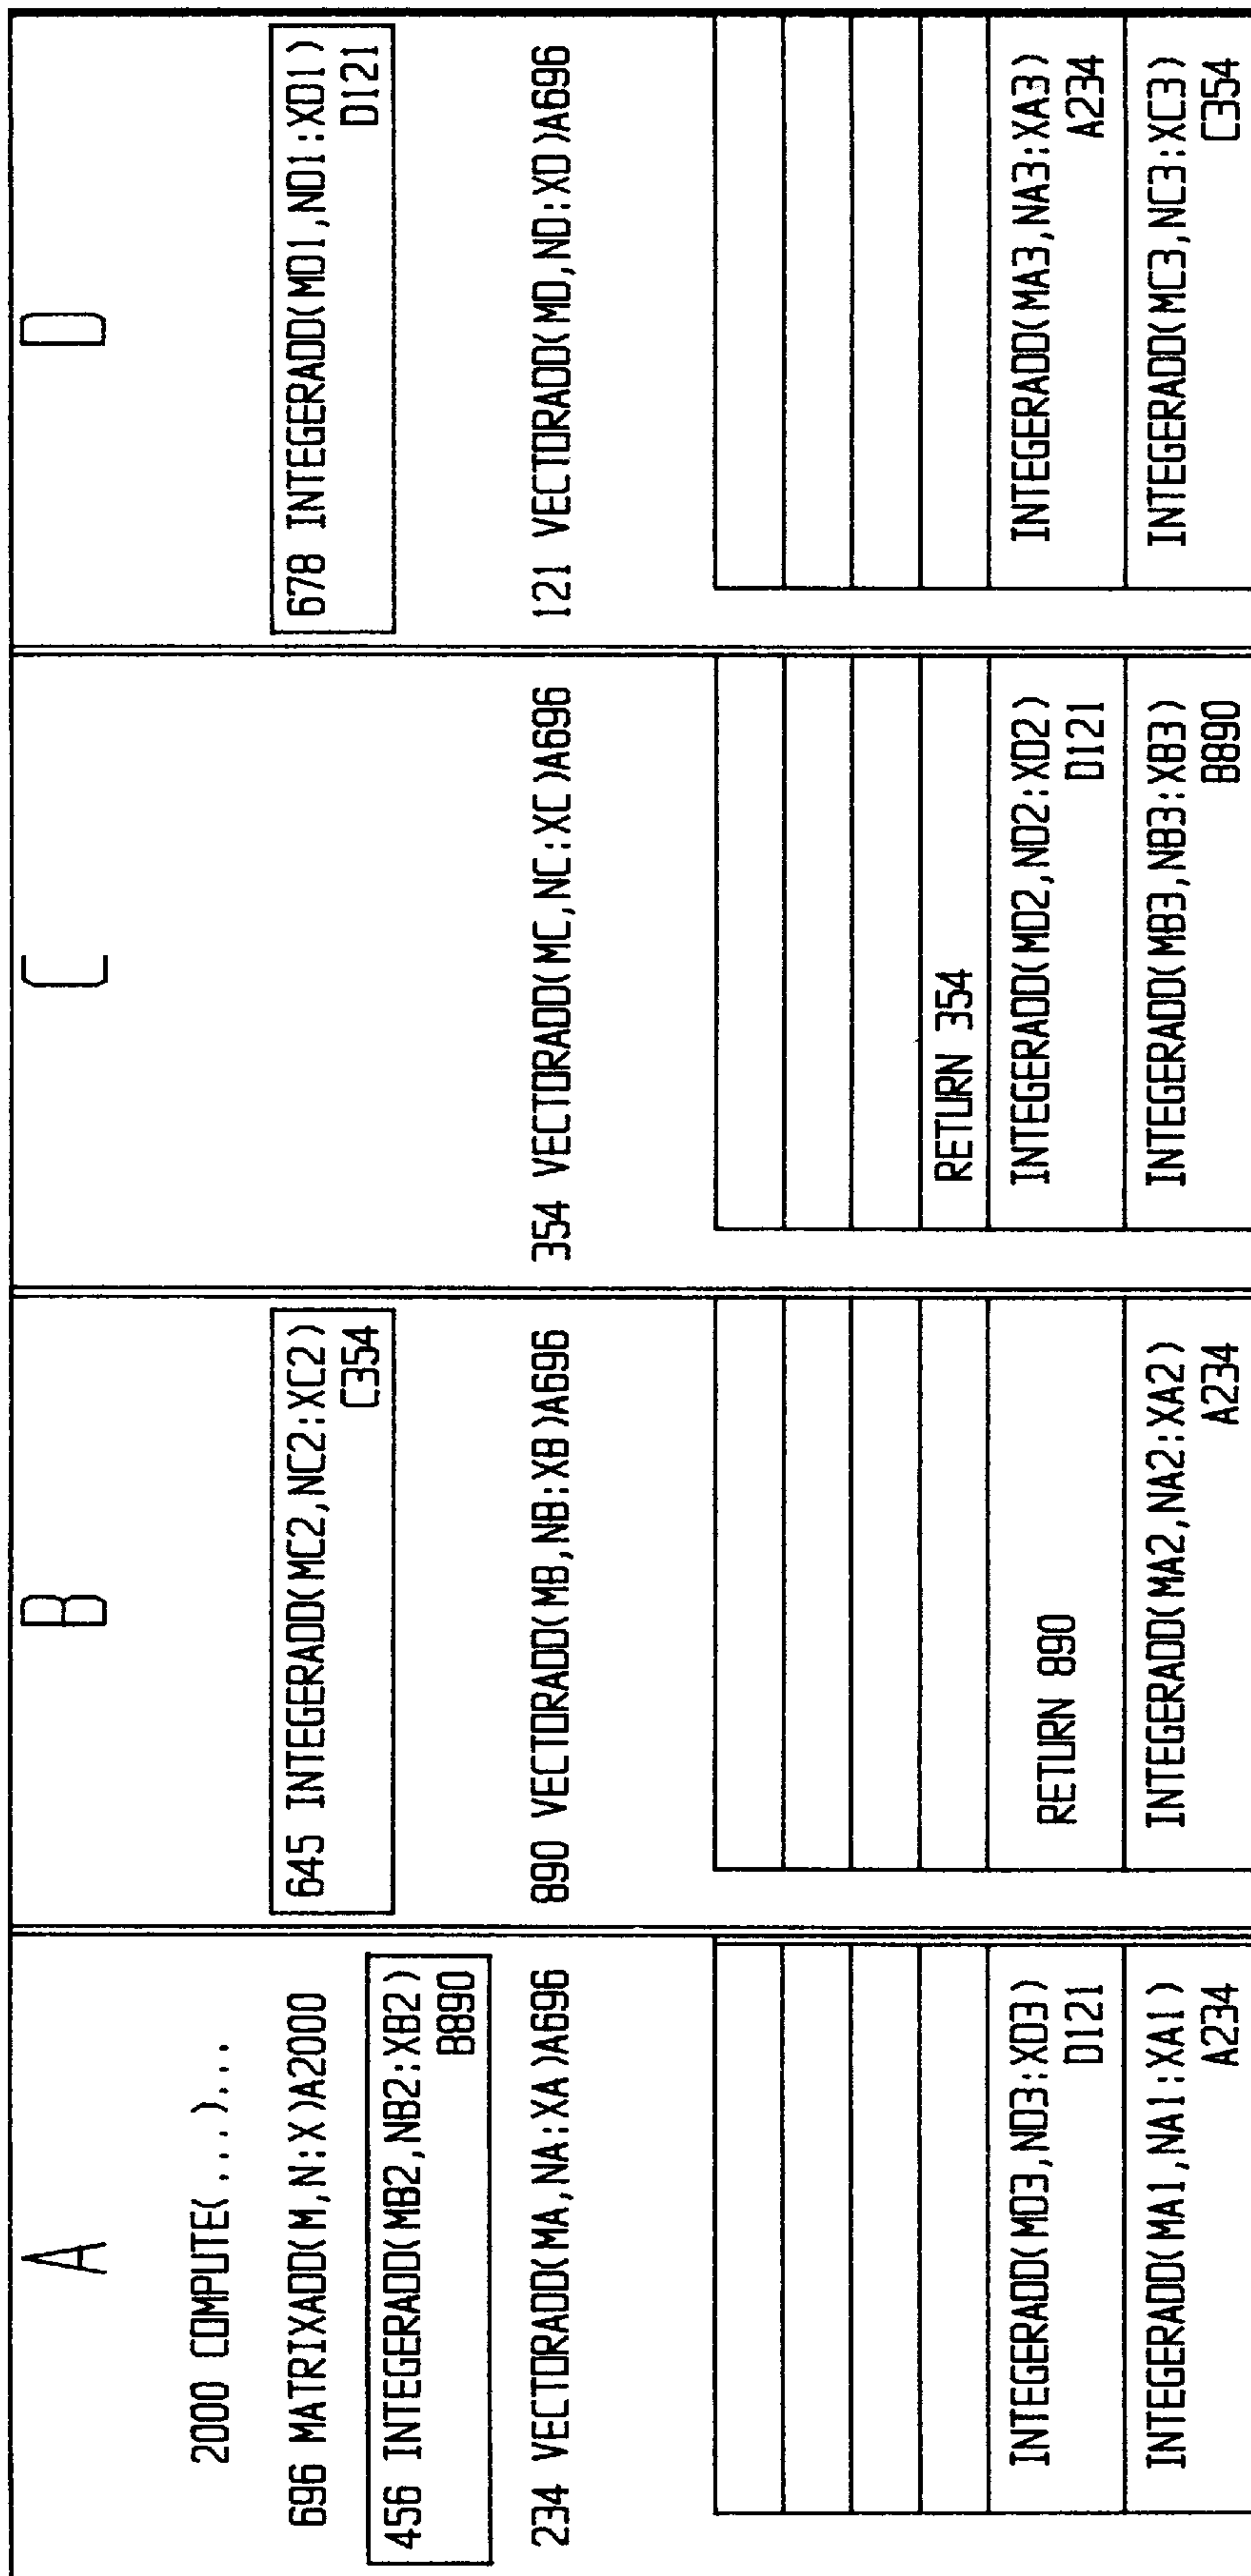 A
2000 COMPUTE(...)...
696 MATRIXADD(M,N:X)A2000
456 INTEGERADD(MB2,NB2:XB2)
B890
234 VECTORADD(MA,NA:XA)A696
INTEGERADD(MD3,ND3:XD3)
D121
INTEGERADD(MA1,NA1:XA1)
A234
B
645 INTEGERADD(MC2,NC2:XC2)
C354
890 VECTORADD(MB,NB:XB)A696
RETURN 890
INTEGERADD(MA2,NA2:XA2)
A234
C
354 VECTORADD(MC,NC:XC)A696
RETURN 354
INTEGERADD(MD2,ND2:XD2)
D121
INTEGERADD(MB3,NB3:XB3)
B890
D
678 INTEGERADD(MD1,ND1:XD1)
D121
121 VECTORADD(MD,ND:XD)A696
INTEGERADD(MA3,NA3:XA3)
A234
INTEGERADD(MC3,NC3:XC3)
C354